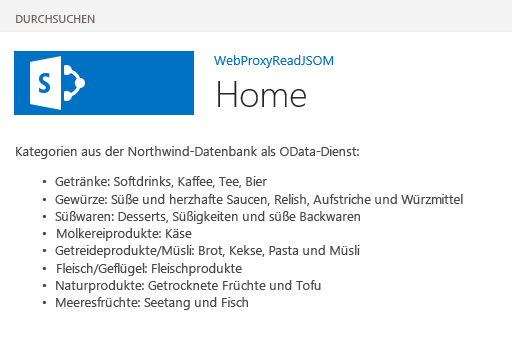 DURCHSUCHEN
WebProxyReadJSOM
Home
Kategorien aus der Northwind-Datenbank als OData-Dienst:
• Getränke: Softdrinks, Kaffee, Tee, Bier
• Gewürze: Süße und herzhafte Saucen, Relish, Aufstriche und Würzmittel
• Süßwaren: Desserts, Süßigkeiten und süße Backwaren
• Molkereiprodukte: Käse
• Getreideprodukte/Müsli: Brot, Kekse, Pasta und Müsli
• Fleisch/Geflügel: Fleischprodukte
• Naturprodukte: Getrocknete Früchte und Tofu
• Meeresfrüchte: Seetang und Fisch